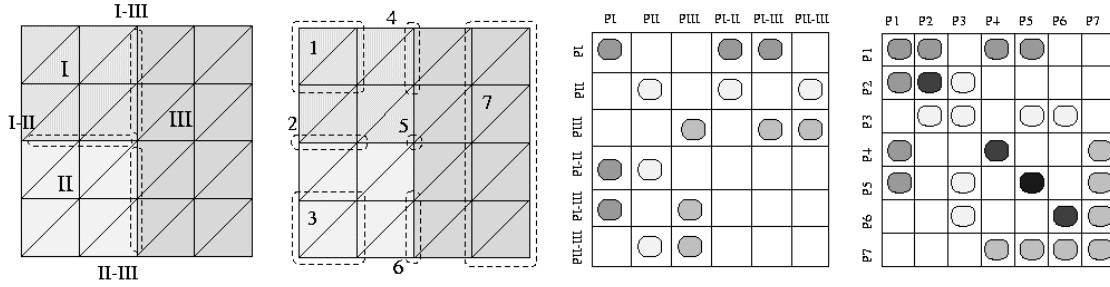 I-III
I
I-II
III
II
II-III
4
1
7
2
5
3
6
PI PII PIII PI-II PI-III PII-III
PI
PII
PIII
PI-II
PI-III
PII-III
P1 P2 P3 P4 P5 P6 P7
P1
P2
P3
P4
P5
P6
P7